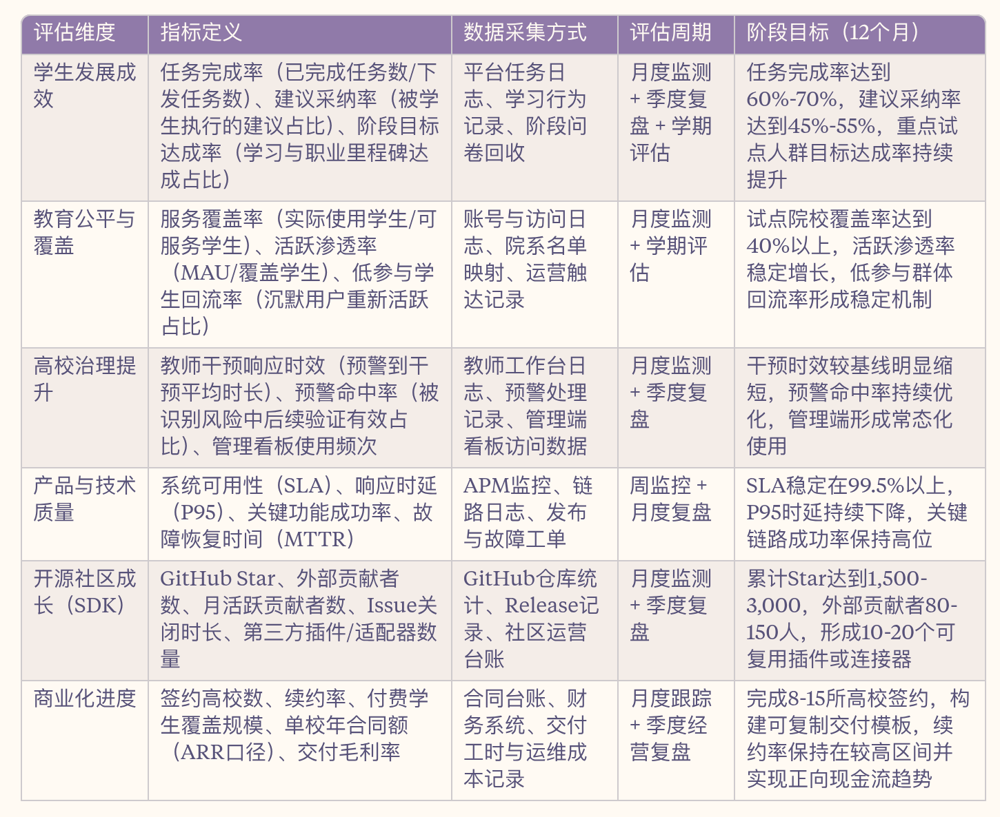 评估维度
指标定义
数据采集方式
评估周期
阶段目标（12个月）
学生发展成
效
任务完成率（已完成任务数/下
发任务数）、建议采纳率（被学
生执行的建议占比）、阶段目标
达成率（学习与职业里程碑达
成占比）
平台任务日
志、学习行为
记录、阶段问
卷回收
月度监测
+ 季度复
盘 + 学期
评估
任务完成率达到
60%-70%，建议采纳率
达到45%-55%，重点试
点人群目标达成率持续
提升
教育公平与
覆盖
服务覆盖率（实际使用学生/可
服务学生）、活跃渗透率
（MAU/覆盖学生）、低参与学
生回流率（沉默用户重新活跃
占比）
账号与访问日
志、院系名单
映射、运营触
达记录
月度监测
+ 学期评
估
试点院校覆盖率达到
40%以上，活跃渗透率
稳定增长，低参与群体
回流率形成稳定机制
高校治理提
升
教师干预响应时效（预警到干
预平均时长）、预警命中率（被
识别风险中后续验证有效占
比）、管理看板使用频次
教师工作台日
志、预警处理
记录、管理端
看板访问数据
月度监测
+ 季度复
盘
干预时效较基线明显缩
短，预警命中率持续优
化，管理端形成常态化
使用
产品与技术
质量
系统可用性（SLA）、响应时延
（P95）、关键功能成功率、故
障恢复时间（MTTR）
APM监控、链
路日志、发布
与故障工单
周监控 +
月度复盘
SLA稳定在99.5%以上，
P95时延持续下降，关键
链路成功率保持高位
开源社区成
长（SDK）
GitHub Star、外部贡献者
数、月活跃贡献者数、Issue关
闭时长、第三方插件/适配器数
量
GitHub仓库统
计、Release记
录、社区运营
台账
月度监测
+ 季度复
盘
累计Star达到1,500-
3,000，外部贡献者80-
150人，形成10-20个可
复用插件或连接器
商业化进度
签约高校数、续约率、付费学
生覆盖规模、单校年合同额
（ARR口径）、交付毛利率
合同台账、财
务系统、交付
工时与运维成
本记录
月度跟踪
+ 季度经
营复盘
完成8-15所高校签约，构
建可复制交付模板，续
约率保持在较高区间并
实现正向现金流趋势